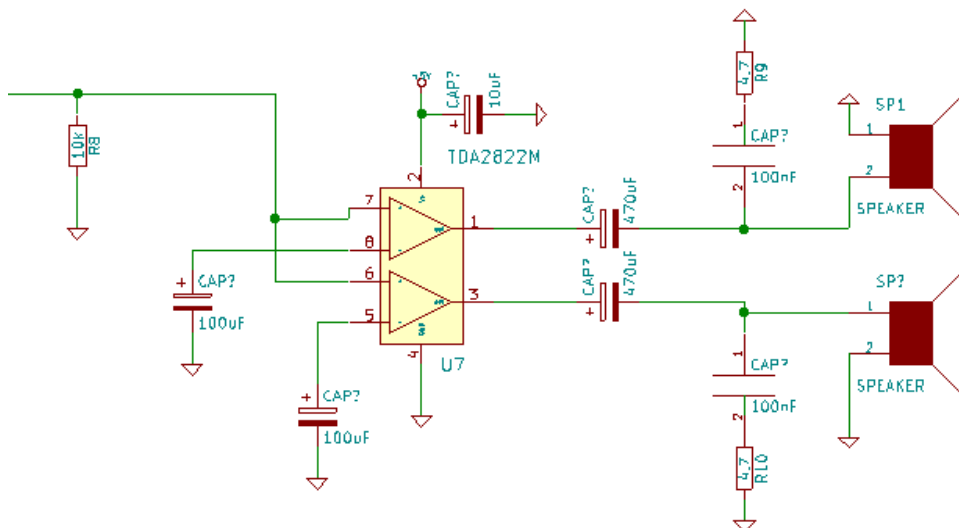 CAP?
10uF
TDA2822M
10k
R8
2
7
8
6
5
1
3
4
U7
CAP?
100uF
CAP?
100uF
CAP?
470uF
CAP?
470uF
4.7
R9
1
CAP?
100nF
2
SP1
1
2
SPEAKER
SP?
1
2
SPEAKER
1
CAP?
100nF
2
4.7
R10